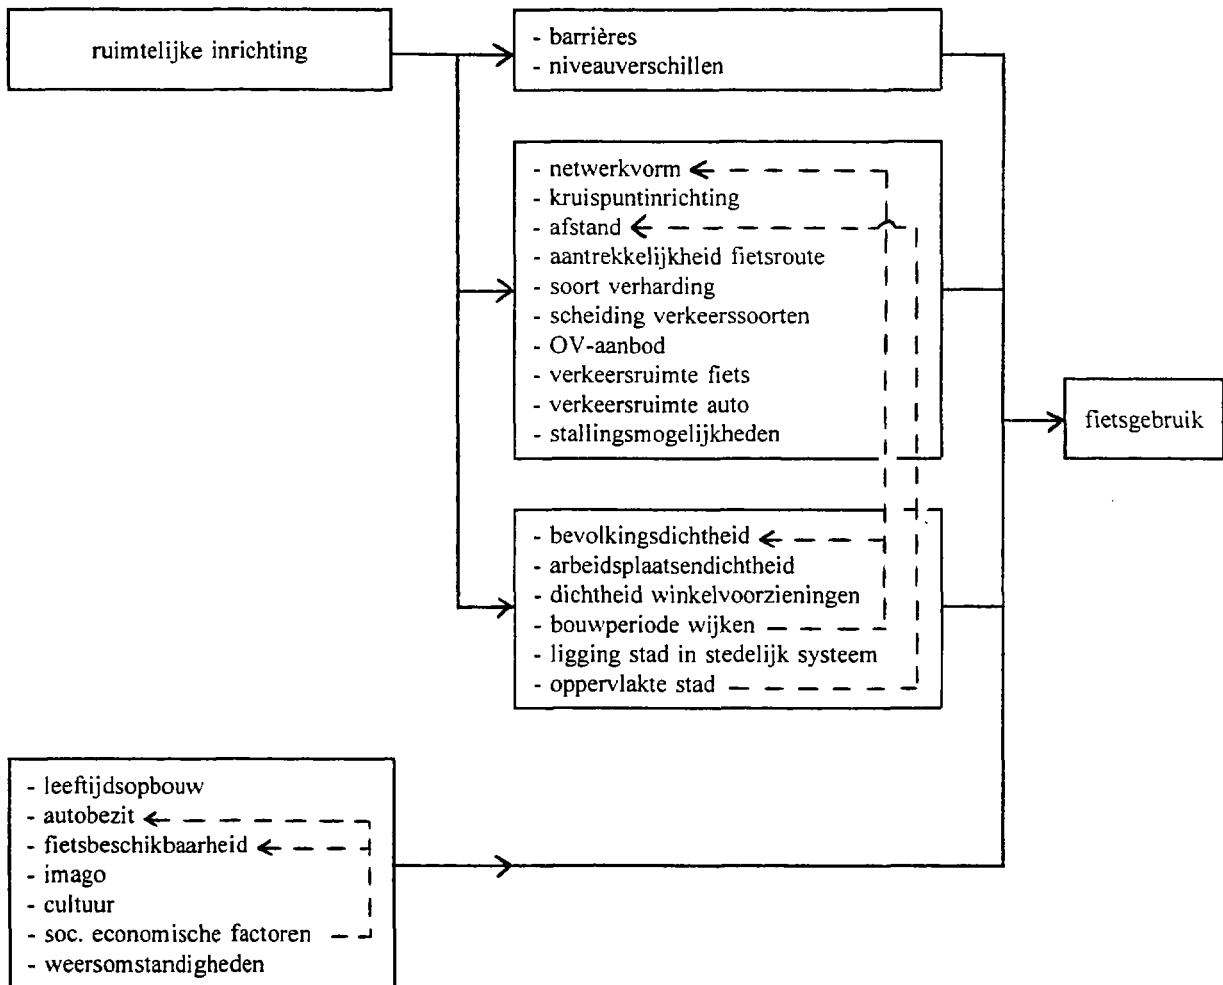 ruimtelijke inrichting
- barrières
- niveauverschillen
- netwerkvorm
- kruispuntinrichting
- afstand
- aantrekkelijkheid fietsroute
- soort verharding
- scheiding verkeerssoorten
- OV-aanbod
- verkeersruimte fiets
- verkeersruimte auto
- stallingsmogelijkheden
fietsgebruik
- bevolkingsdichtheid
- arbeidsplaatsendichtheid
- dichtheid winkelvoorzieningen
- bouwperiode wijken
- ligging stad in stedelijk systeem
- oppervlakte stad
- leeftijdsopbouw
- autobezit
- fietsbeschikbaarheid
- imago
- cultuur
- soc. economische factoren
- weersomstandigheden